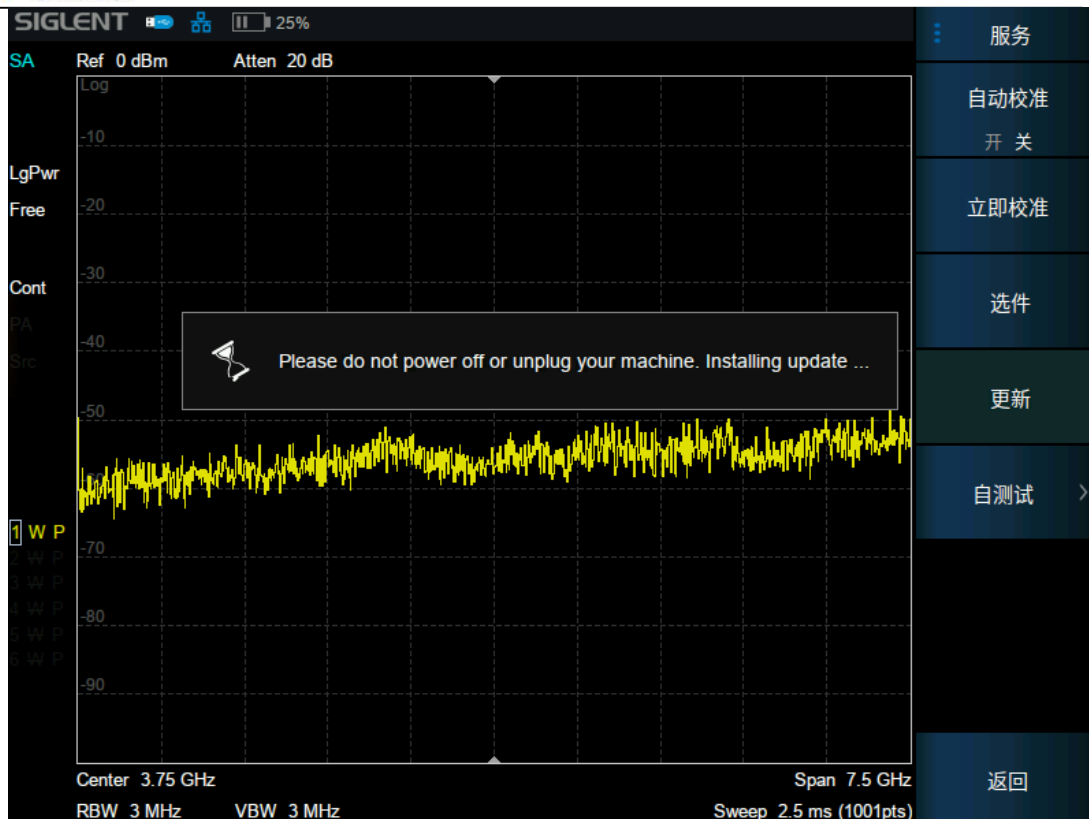 SIGLENT 25%
SA Ref 0 dBm Atten 20 dB
Log
-10
LgPwr
Free
-20
-30
Cont
PA
-40
Src
Please do not power off or unplug your machine. Installing update ...
-50
-60
1 W P
-70
2 W P
3 W P
4 W P
-80
5 W P
6 W P
-90
Center 3.75 GHz Span 7.5 GHz
RBW 3 MHz VBW 3 MHz Sweep 2.5 ms (1001pts)
服务
自动校准
开 关
立即校准
选件
更新
自测试
返回